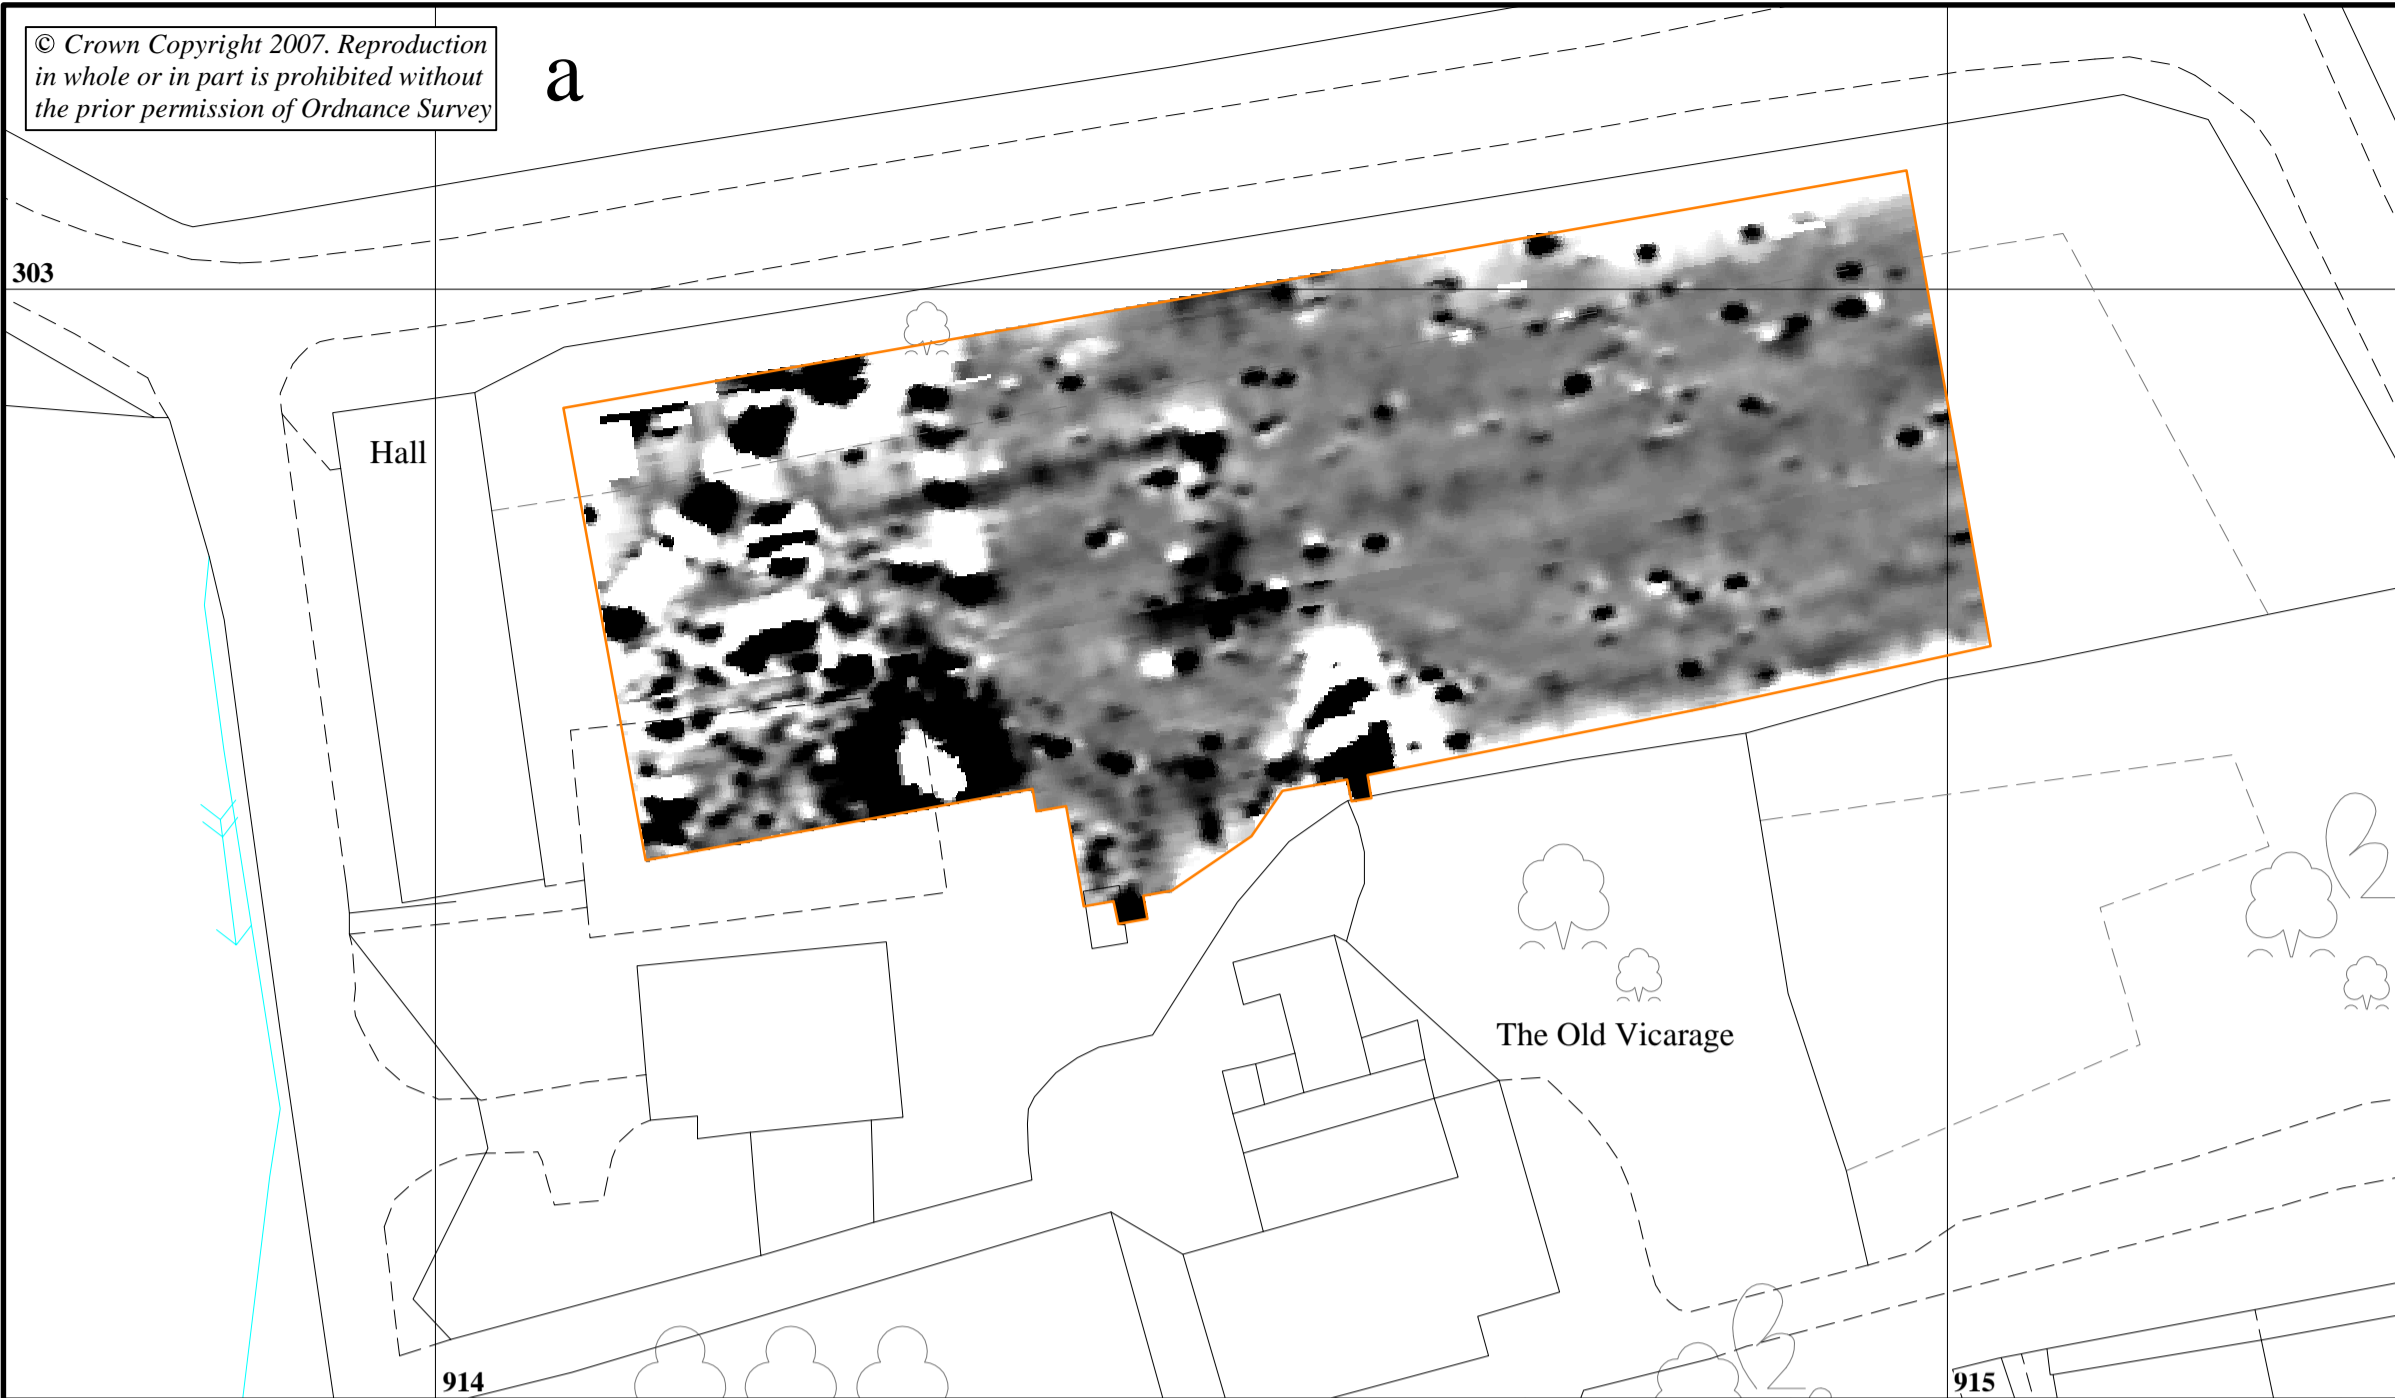 © Crown Copyright 2007. Reproduction
in whole or in part is prohibited without
the prior permission of Ordnance Survey
a
303
Hall
The Old Vicarage
914
915